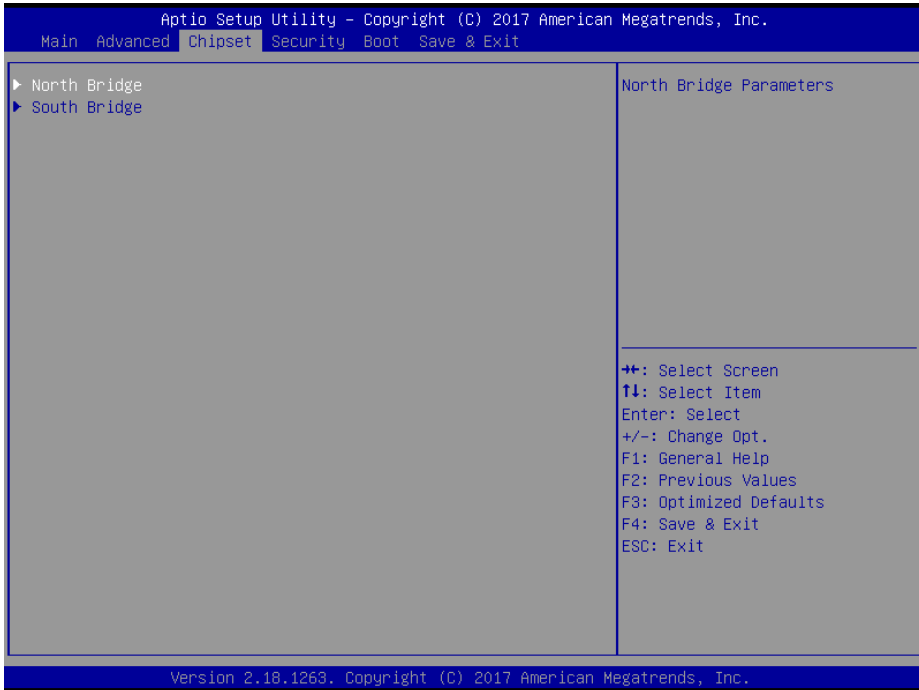 Aptio Setup Utility – Copyright (C) 2017 American Megatrends, Inc.
Main Advanced Chipset Security Boot Save & Exit
▶ North Bridge
▶ South Bridge
North Bridge Parameters
→←: Select Screen
↑↓: Select Item
Enter: Select
+/-: Change Opt.
F1: General Help
F2: Previous Values
F3: Optimized Defaults
F4: Save & Exit
ESC: Exit
Version 2.18.1263. Copyright (C) 2017 American Megatrends, Inc.